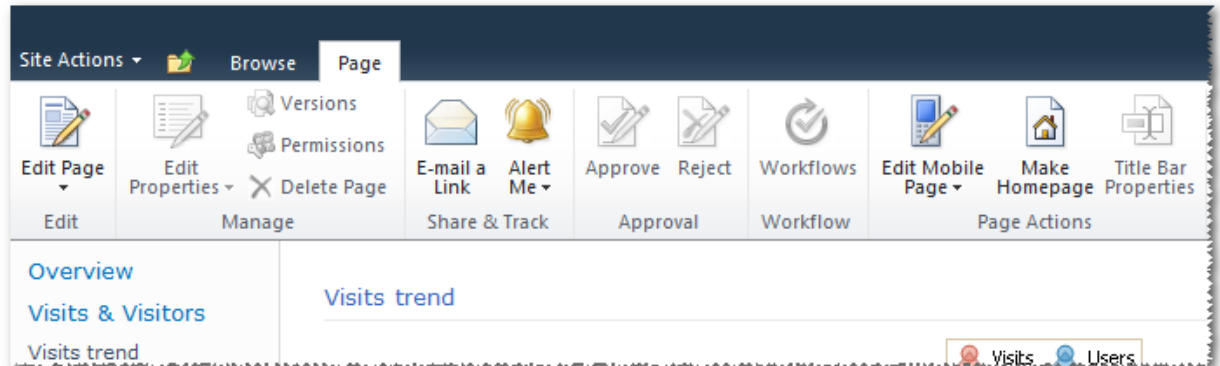 Site Actions Browse Page
Edit Page
Edit Properties
Versions
Permissions
Delete Page
E-mail a Link
Alert Me
Approve
Reject
Workflows
Edit Mobile Page
Make Homepage
Title Bar Properties
Edit Manage Share & Track Approval Workflow Page Actions
Overview
Visits & Visitors
Visits trend
Visits trend
Visits Users